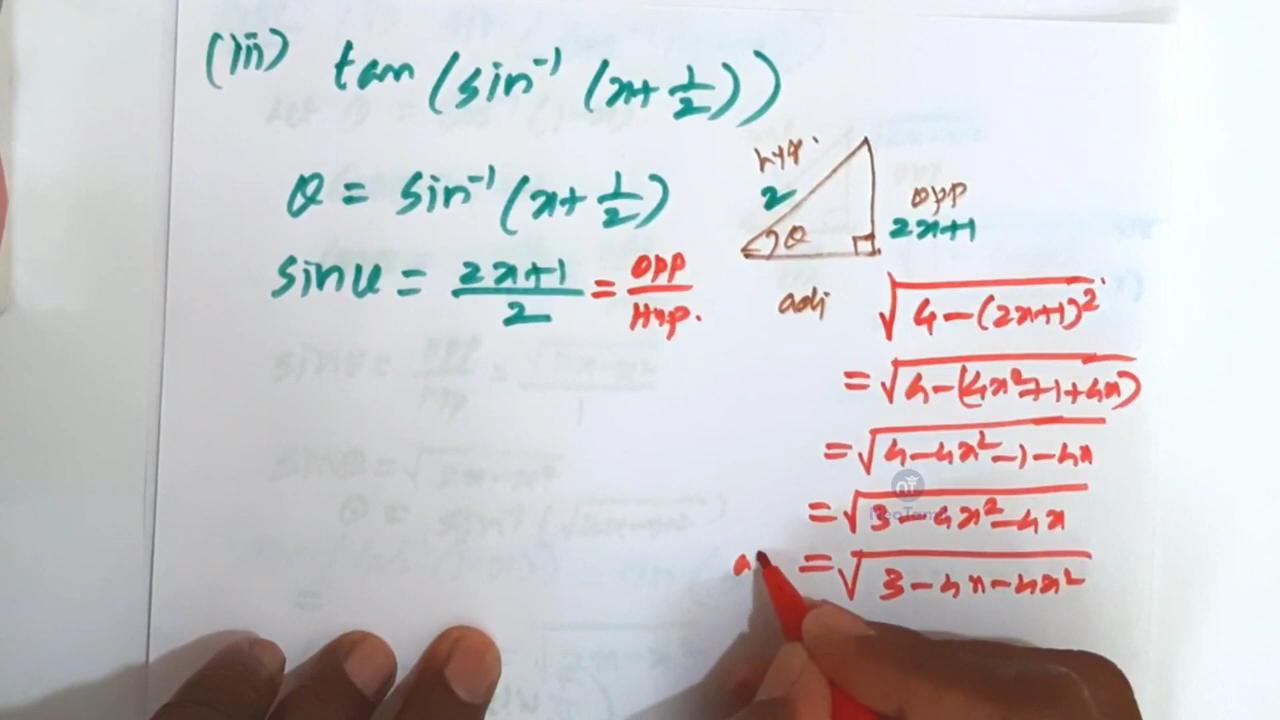 (iii) tan (sin⁻¹ (x + 1/2))
θ = sin⁻¹ (x + 1/2)
sin θ = (2x+1)/2 = opp/Hyp.
hyp.
2
θ
opp
2x+1
adj
√(4 − (2x+1)²)
= √(4 − (4x²+1+4x))
= √(4 − 4x² − 1 − 4x)
= √(3 − 4x² − 4x)
a = √(3 − 4x − 4x²)